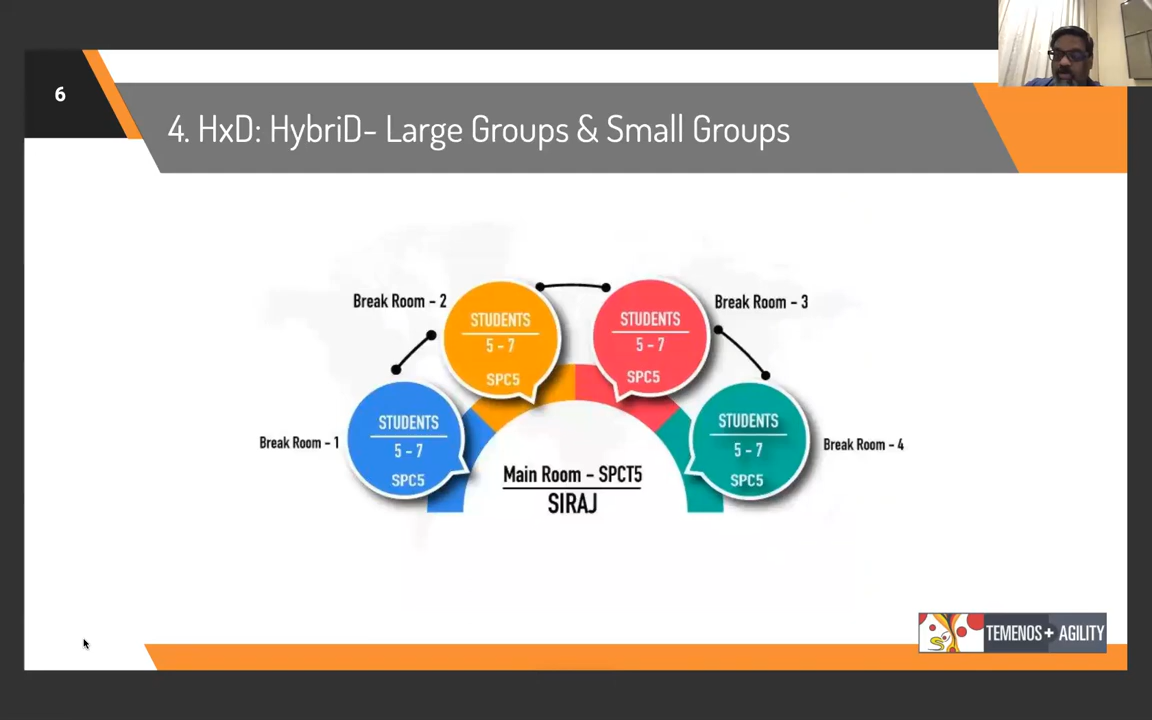 6
4. HxD: HybriD- Large Groups & Small Groups
Break Room - 2
STUDENTS
5 - 7
SPC5
STUDENTS
5 - 7
SPC5
Break Room - 3
Break Room - 1
STUDENTS
5 - 7
SPC5
STUDENTS
5 - 7
SPC5
Break Room - 4
Main Room - SPCT5
SIRAJ
TEMENOS+ AGILITY